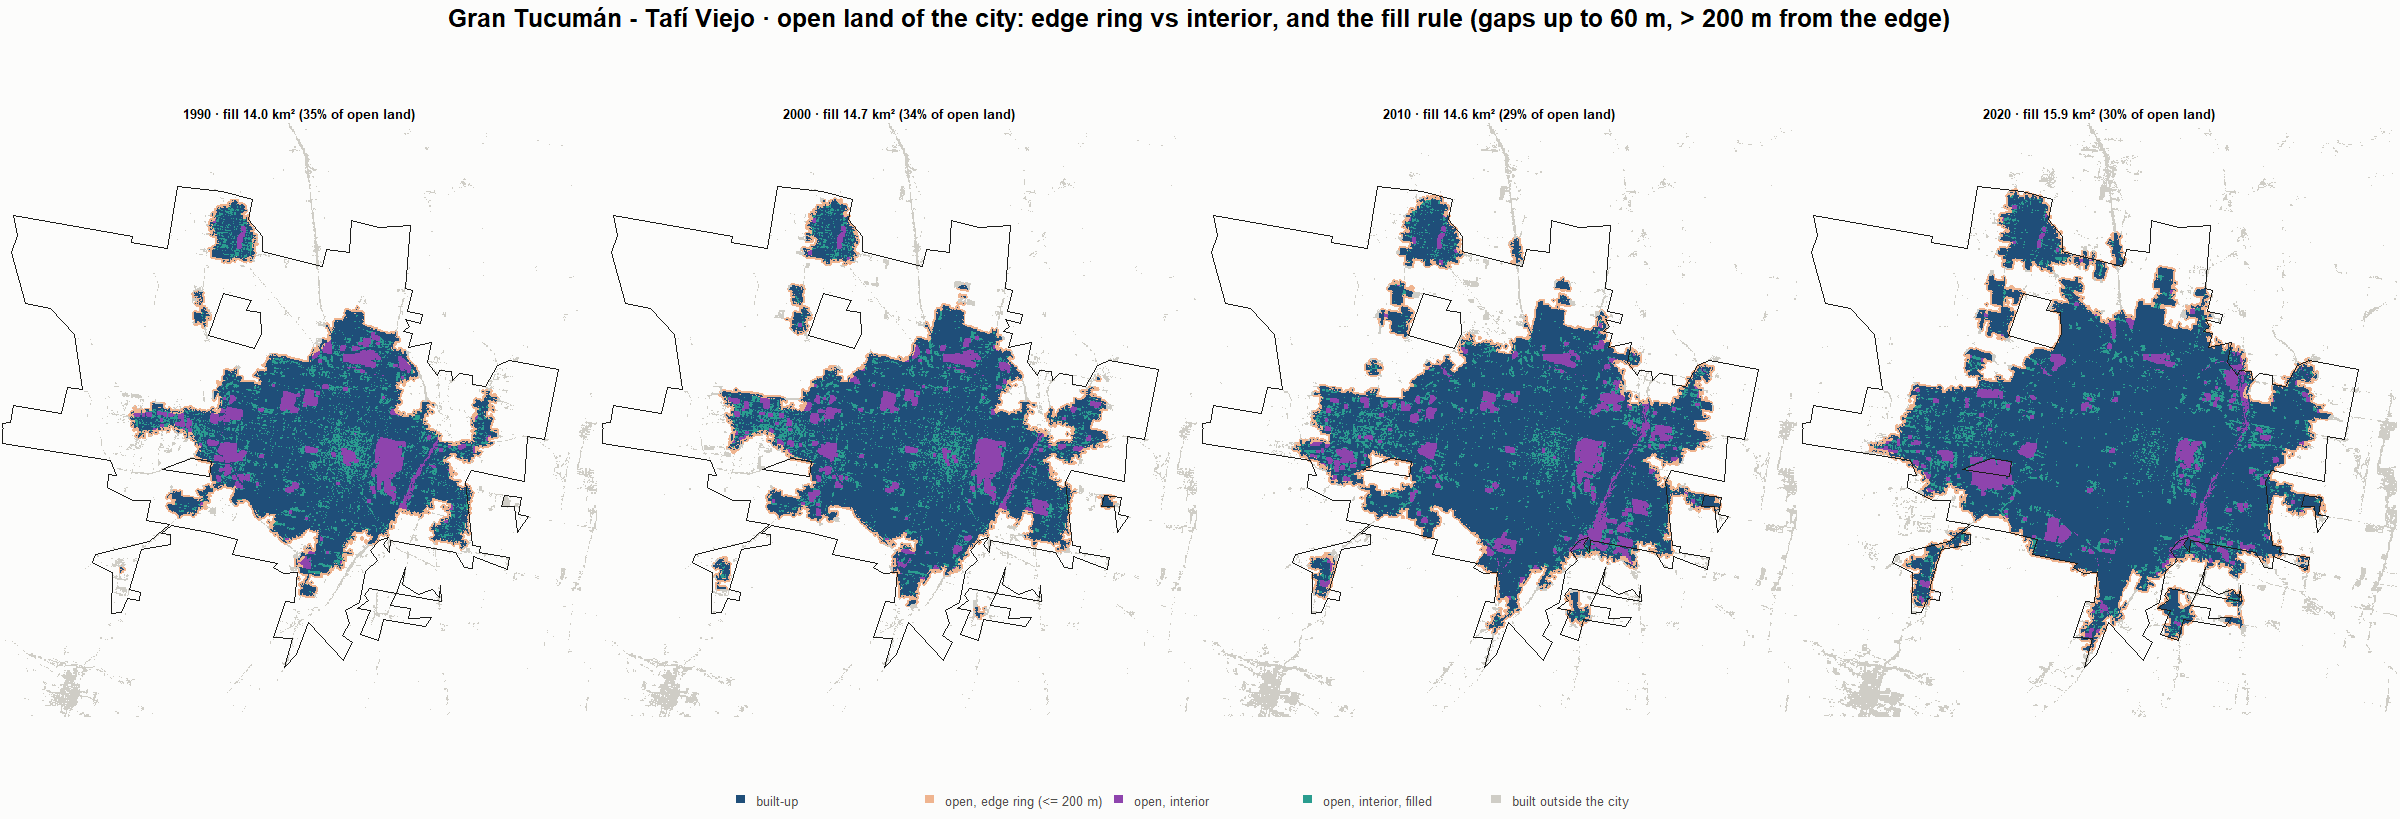 Gran Tucumán - Tafí Viejo · open land of the city: edge ring vs interior, and the fill rule (gaps up to 60 m, > 200 m from the edge)
1990 · fill 14.0 km² (35% of open land)
2000 · fill 14.7 km² (34% of open land)
2010 · fill 14.6 km² (29% of open land)
2020 · fill 15.9 km² (30% of open land)
built-up
open, edge ring (<= 200 m)
open, interior
open, interior, filled
built outside the city